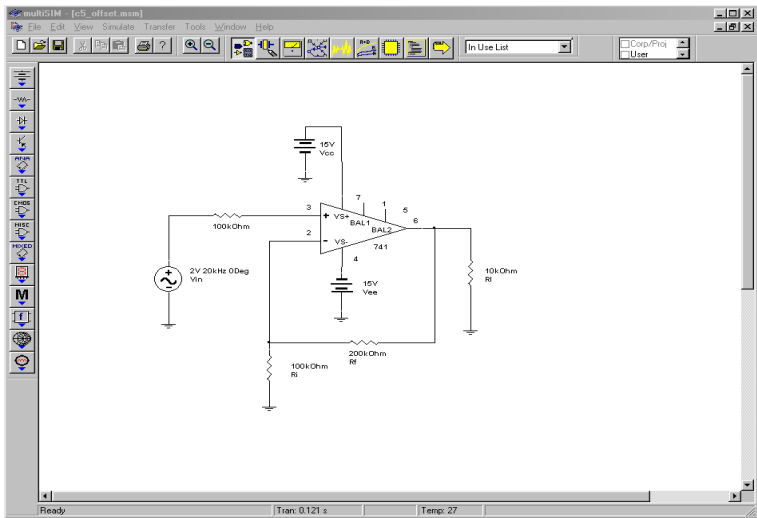 multiSIM - [c5_offset.msm]
File Edit View Simulate Transfer Tools Window Help
In Use List
Corp/Proj
User
ANA
TTL
CMOS
MISC
MIXED
M
f
15V
Vcc
7
1
5
3
VS+
BAL1
BAL2
6
100kOhm
2
VS-
741
4
2V 20kHz 0Deg
Vin
15V
Vee
10kOhm
Rl
200kOhm
Rf
100kOhm
Ri
Ready
Tran: 0.121 s
Temp: 27